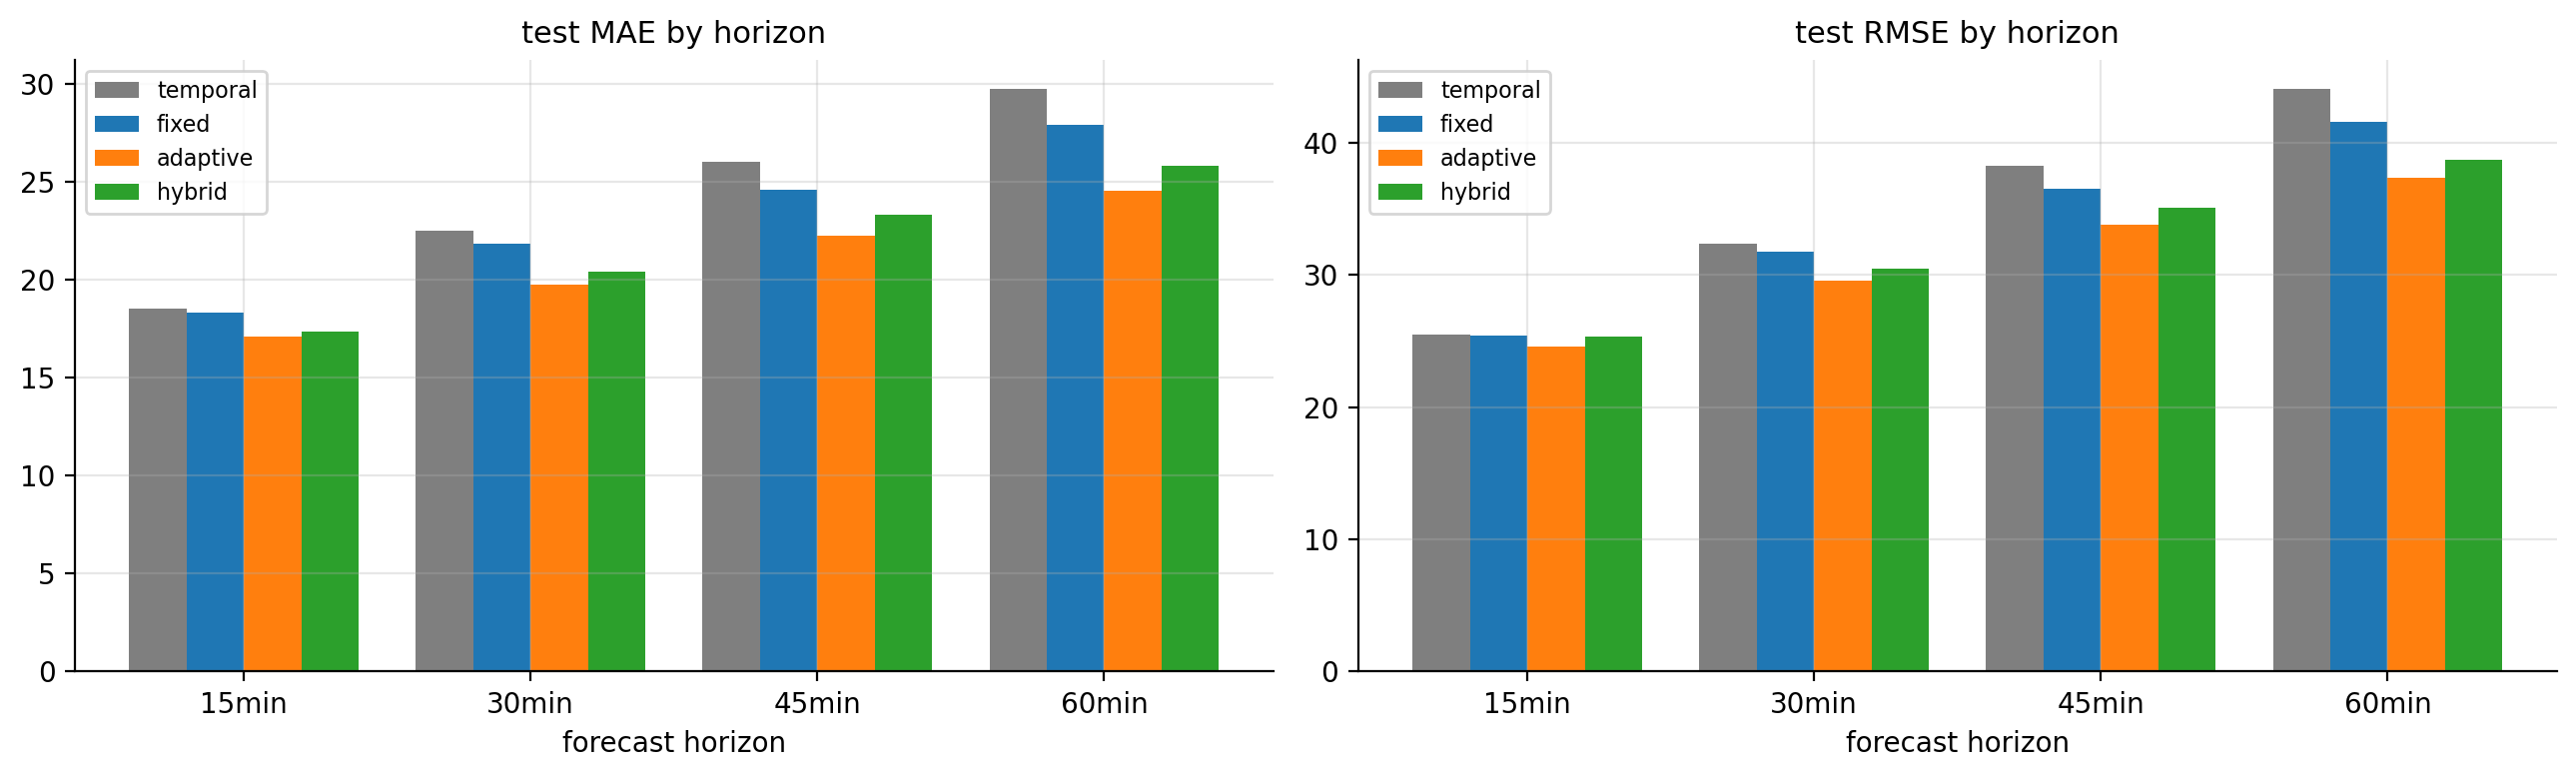 test MAE by horizon
30
25
20
15
10
5
0
temporal
fixed
adaptive
hybrid
15min 30min 45min 60min
forecast horizon
test RMSE by horizon
40
30
20
10
0
temporal
fixed
adaptive
hybrid
15min 30min 45min 60min
forecast horizon